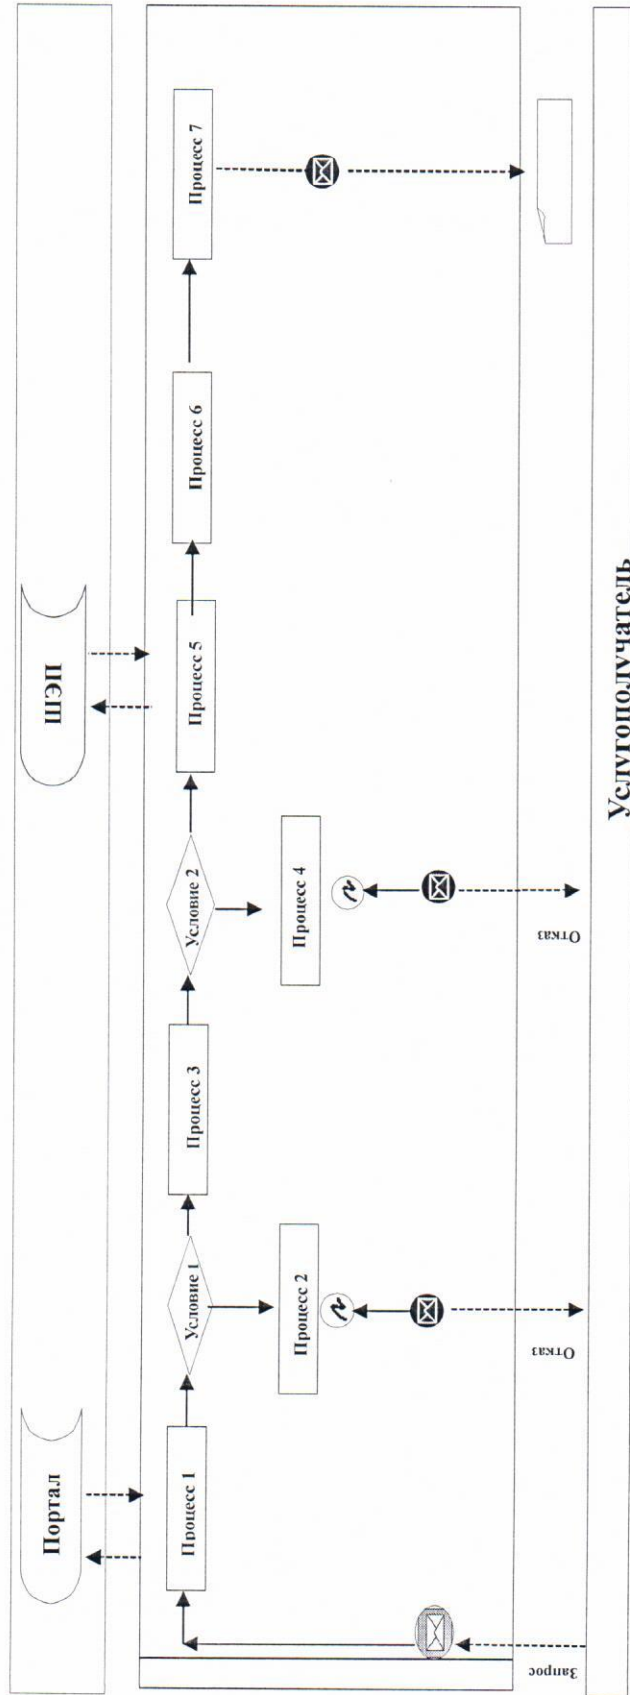 Портал
ШЭП
Процесс 1
Условие 1
Процесс 3
Условие 2
Процесс 5
Процесс 6
Процесс 7
Процесс 2
Процесс 4
Запрос
Отказ
Отказ
Услугополучатель